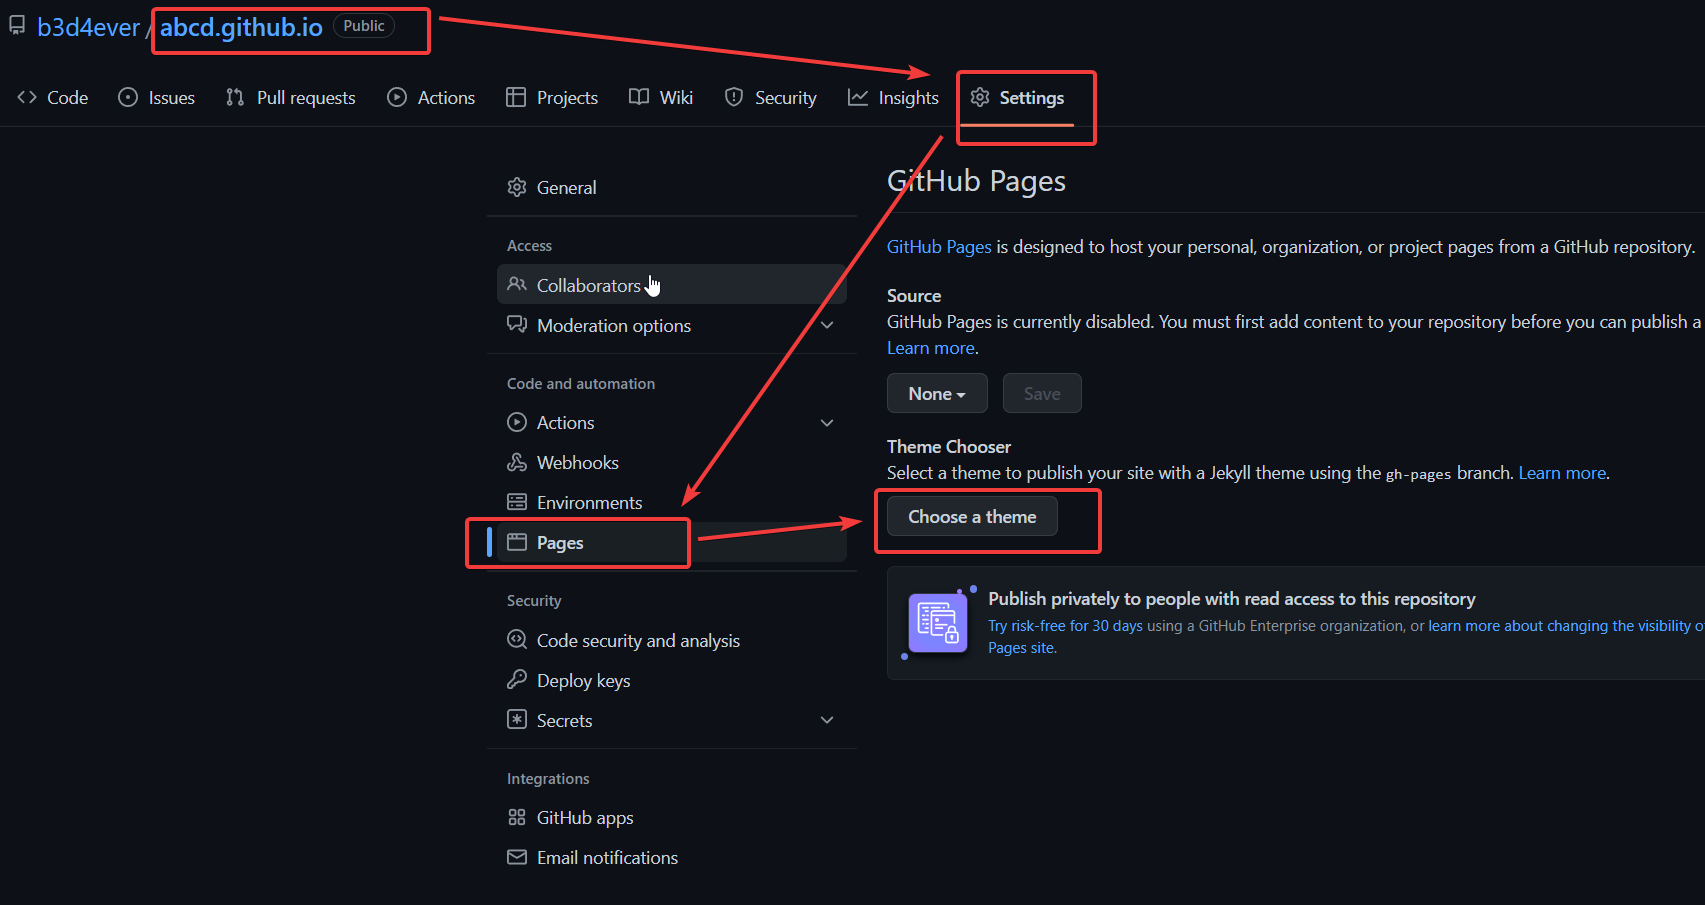 b3d4ever / abcd.github.io Public
Code Issues Pull requests Actions Projects Wiki Security Insights Settings
General
Access
Collaborators
Moderation options
Code and automation
Actions
Webhooks
Environments
Pages
Security
Code security and analysis
Deploy keys
Secrets
Integrations
GitHub apps
Email notifications
GitHub Pages
GitHub Pages is designed to host your personal, organization, or project pages from a GitHub repository.
Source
GitHub Pages is currently disabled. You must first add content to your repository before you can publish a
Learn more.
None Save
Theme Chooser
Select a theme to publish your site with a Jekyll theme using the gh-pages branch. Learn more.
Choose a theme
Publish privately to people with read access to this repository
Try risk-free for 30 days using a GitHub Enterprise organization, or learn more about changing the visibility o
Pages site.